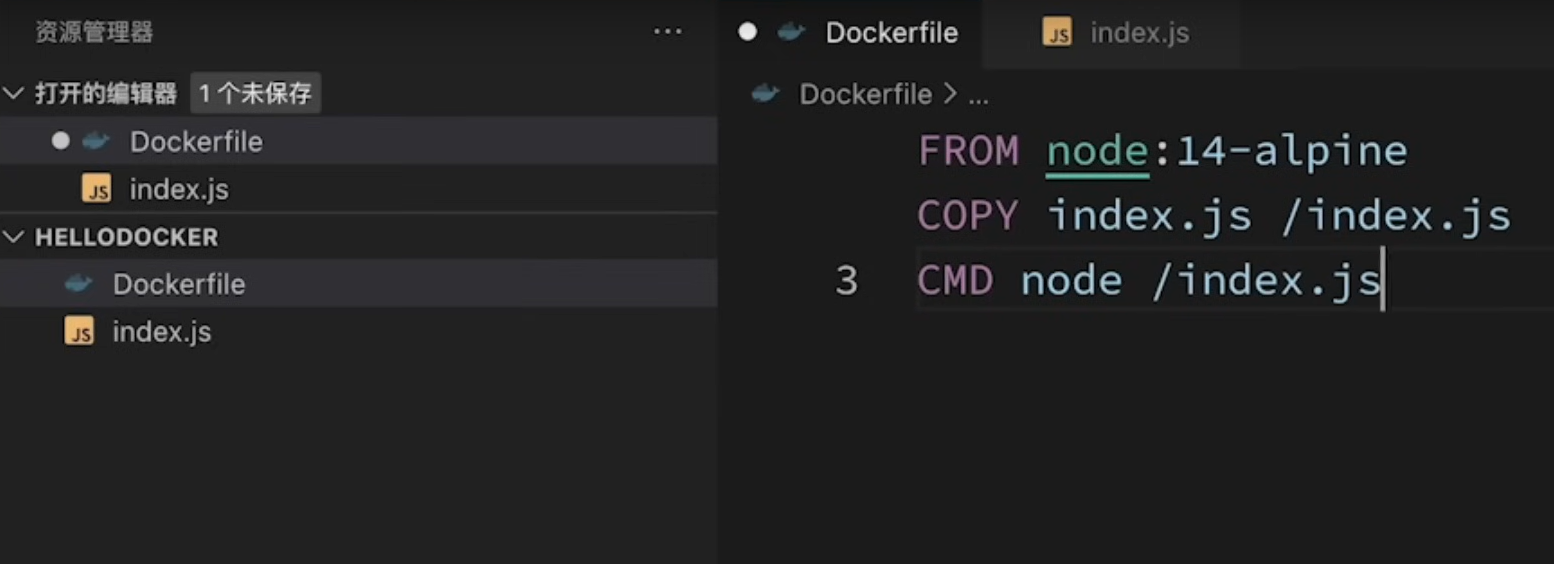 资源管理器 ...
打开的编辑器 1 个未保存
Dockerfile
JS index.js
HELLODOCKER
Dockerfile
JS index.js
Dockerfile JS index.js
Dockerfile > ...
FROM node:14-alpine
COPY index.js /index.js
3 CMD node /index.js